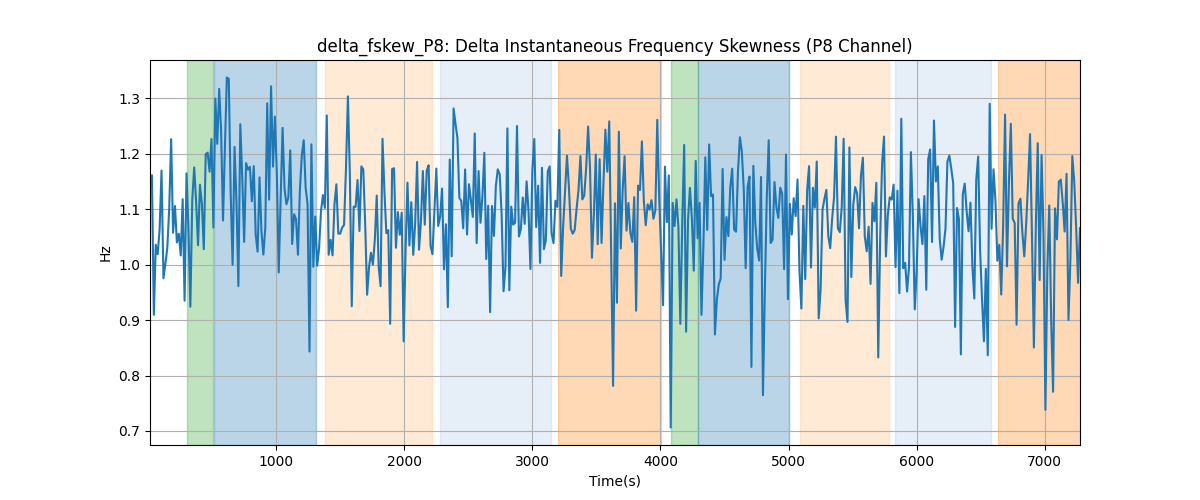 delta_fskew_P8: Delta Instantaneous Frequency Skewness (P8 Channel)
Hz
1.3
1.2
1.1
1.0
0.9
0.8
0.7
1000 2000 3000 4000 5000 6000 7000
Time(s)